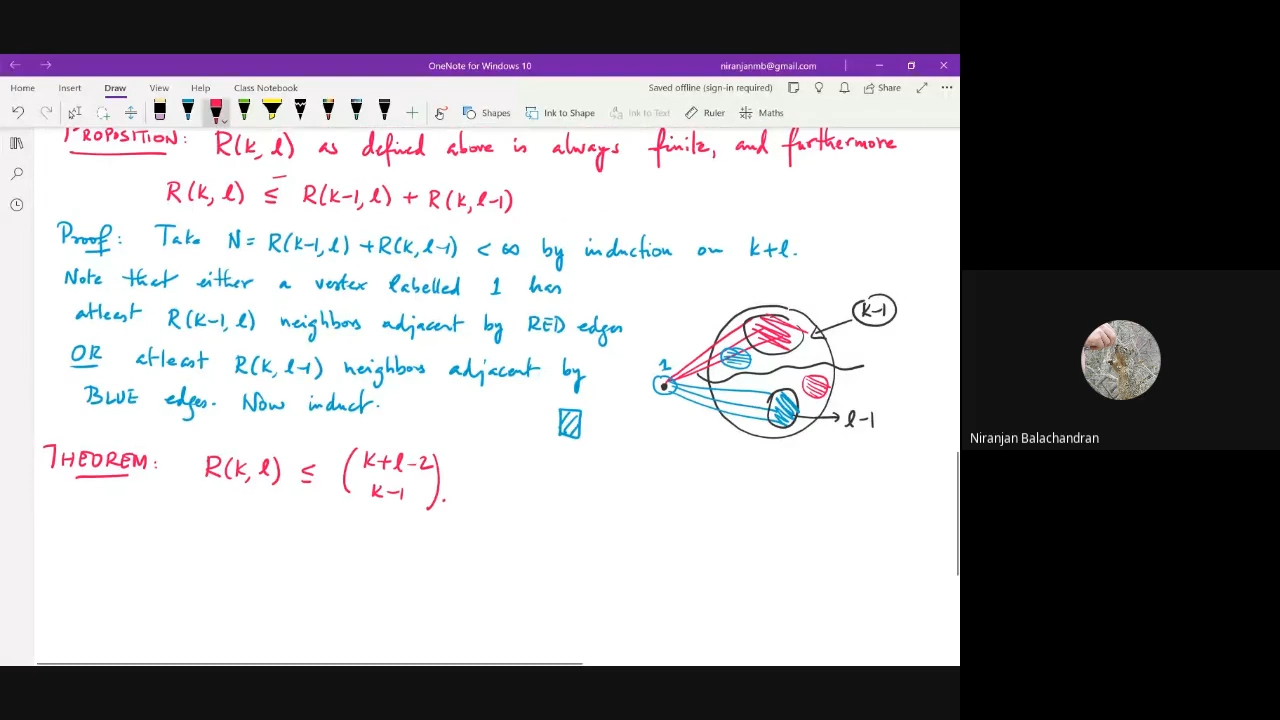 OneNote for Windows 10
niranjanmb@gmail.com
Home Insert Draw View Help Class Notebook
Saved offline (sign-in required) Share
Shapes Ink to Shape Ink to Text Ruler Maths
PROPOSITION: R(k, l) as defined above is always finite, and furthermore
R(k, l) ≤ R(k-1, l) + R(k, l-1)
Proof: Take N = R(k-1, l) + R(k, l-1) < ∞ by induction on k+l.
Note that either a vertex labelled 1 has
atleast R(k-1, l) neighbors adjacent by RED edges
OR atleast R(k, l-1) neighbors adjacent by
BLUE edges. Now induct.
k-1
1
l-1
THEOREM: R(k, l) ≤ (k+l-2
k-1).
Niranjan Balachandran